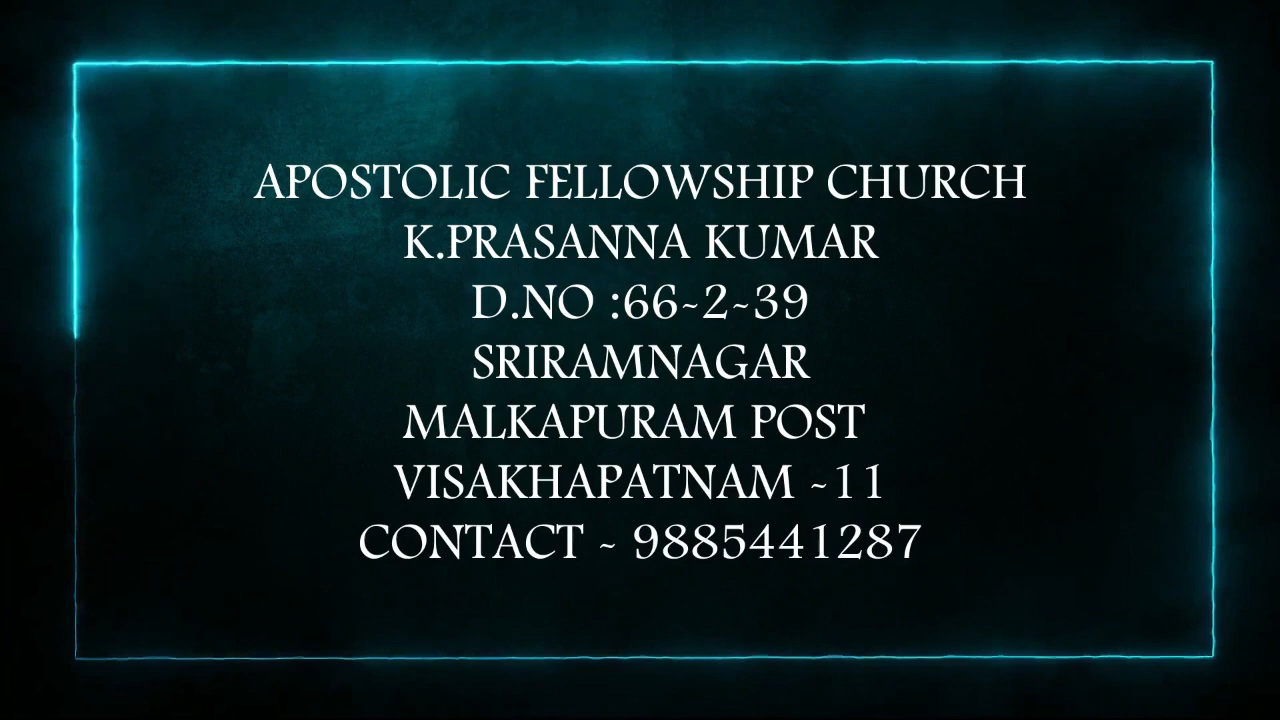 APOSTOLIC FELLOWSHIP CHURCH
K.PRASANNA KUMAR
D.NO :66-2-39
SRIRAMNAGAR
MALKAPURAM POST
VISAKHAPATNAM -11
CONTACT - 9885441287